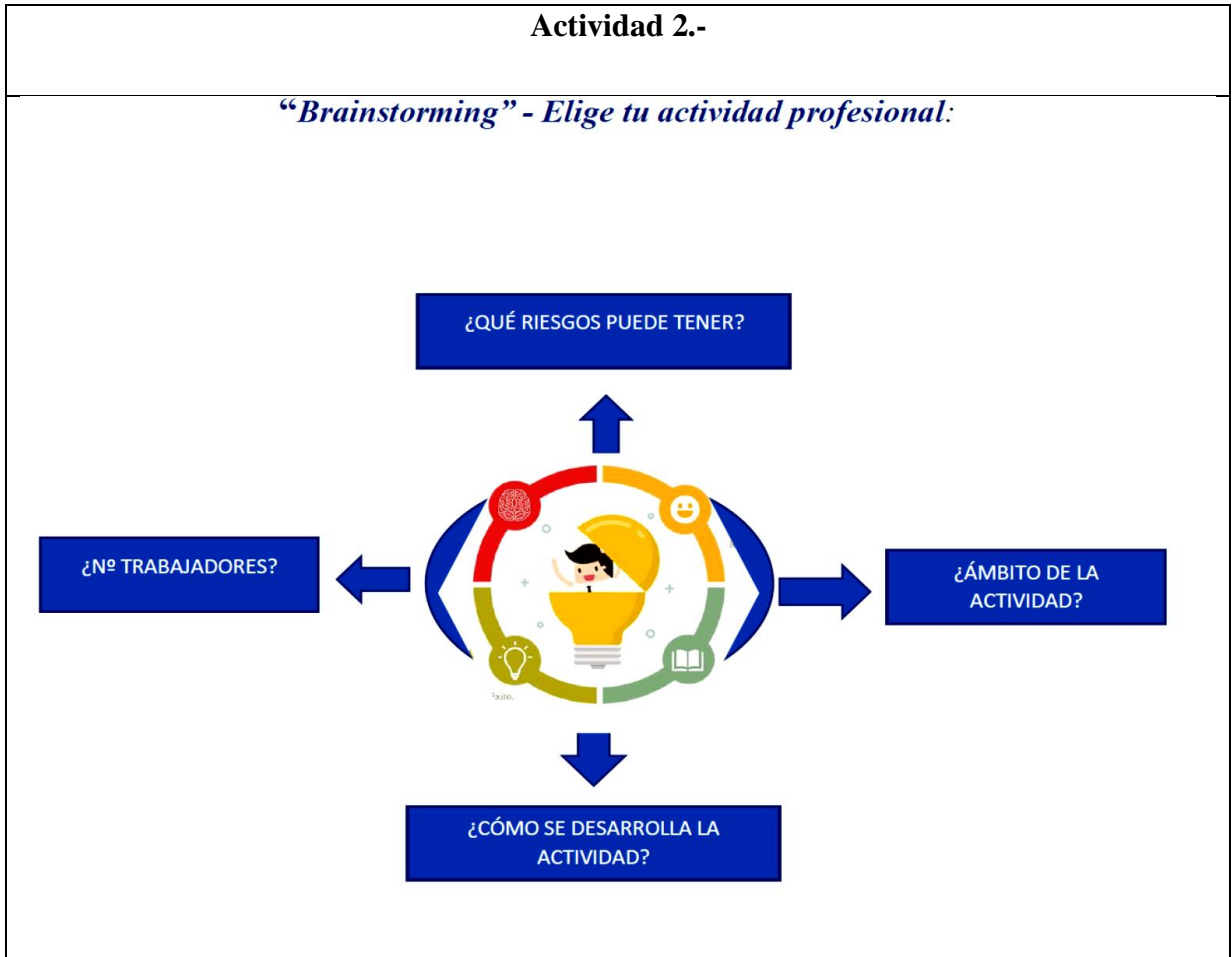 Actividad 2.-
“Brainstorming” - Elige tu actividad profesional:
¿QUÉ RIESGOS PUEDE TENER?
¿Nº TRABAJADORES?
¿ÁMBITO DE LA
ACTIVIDAD?
¿CÓMO SE DESARROLLA LA
ACTIVIDAD?